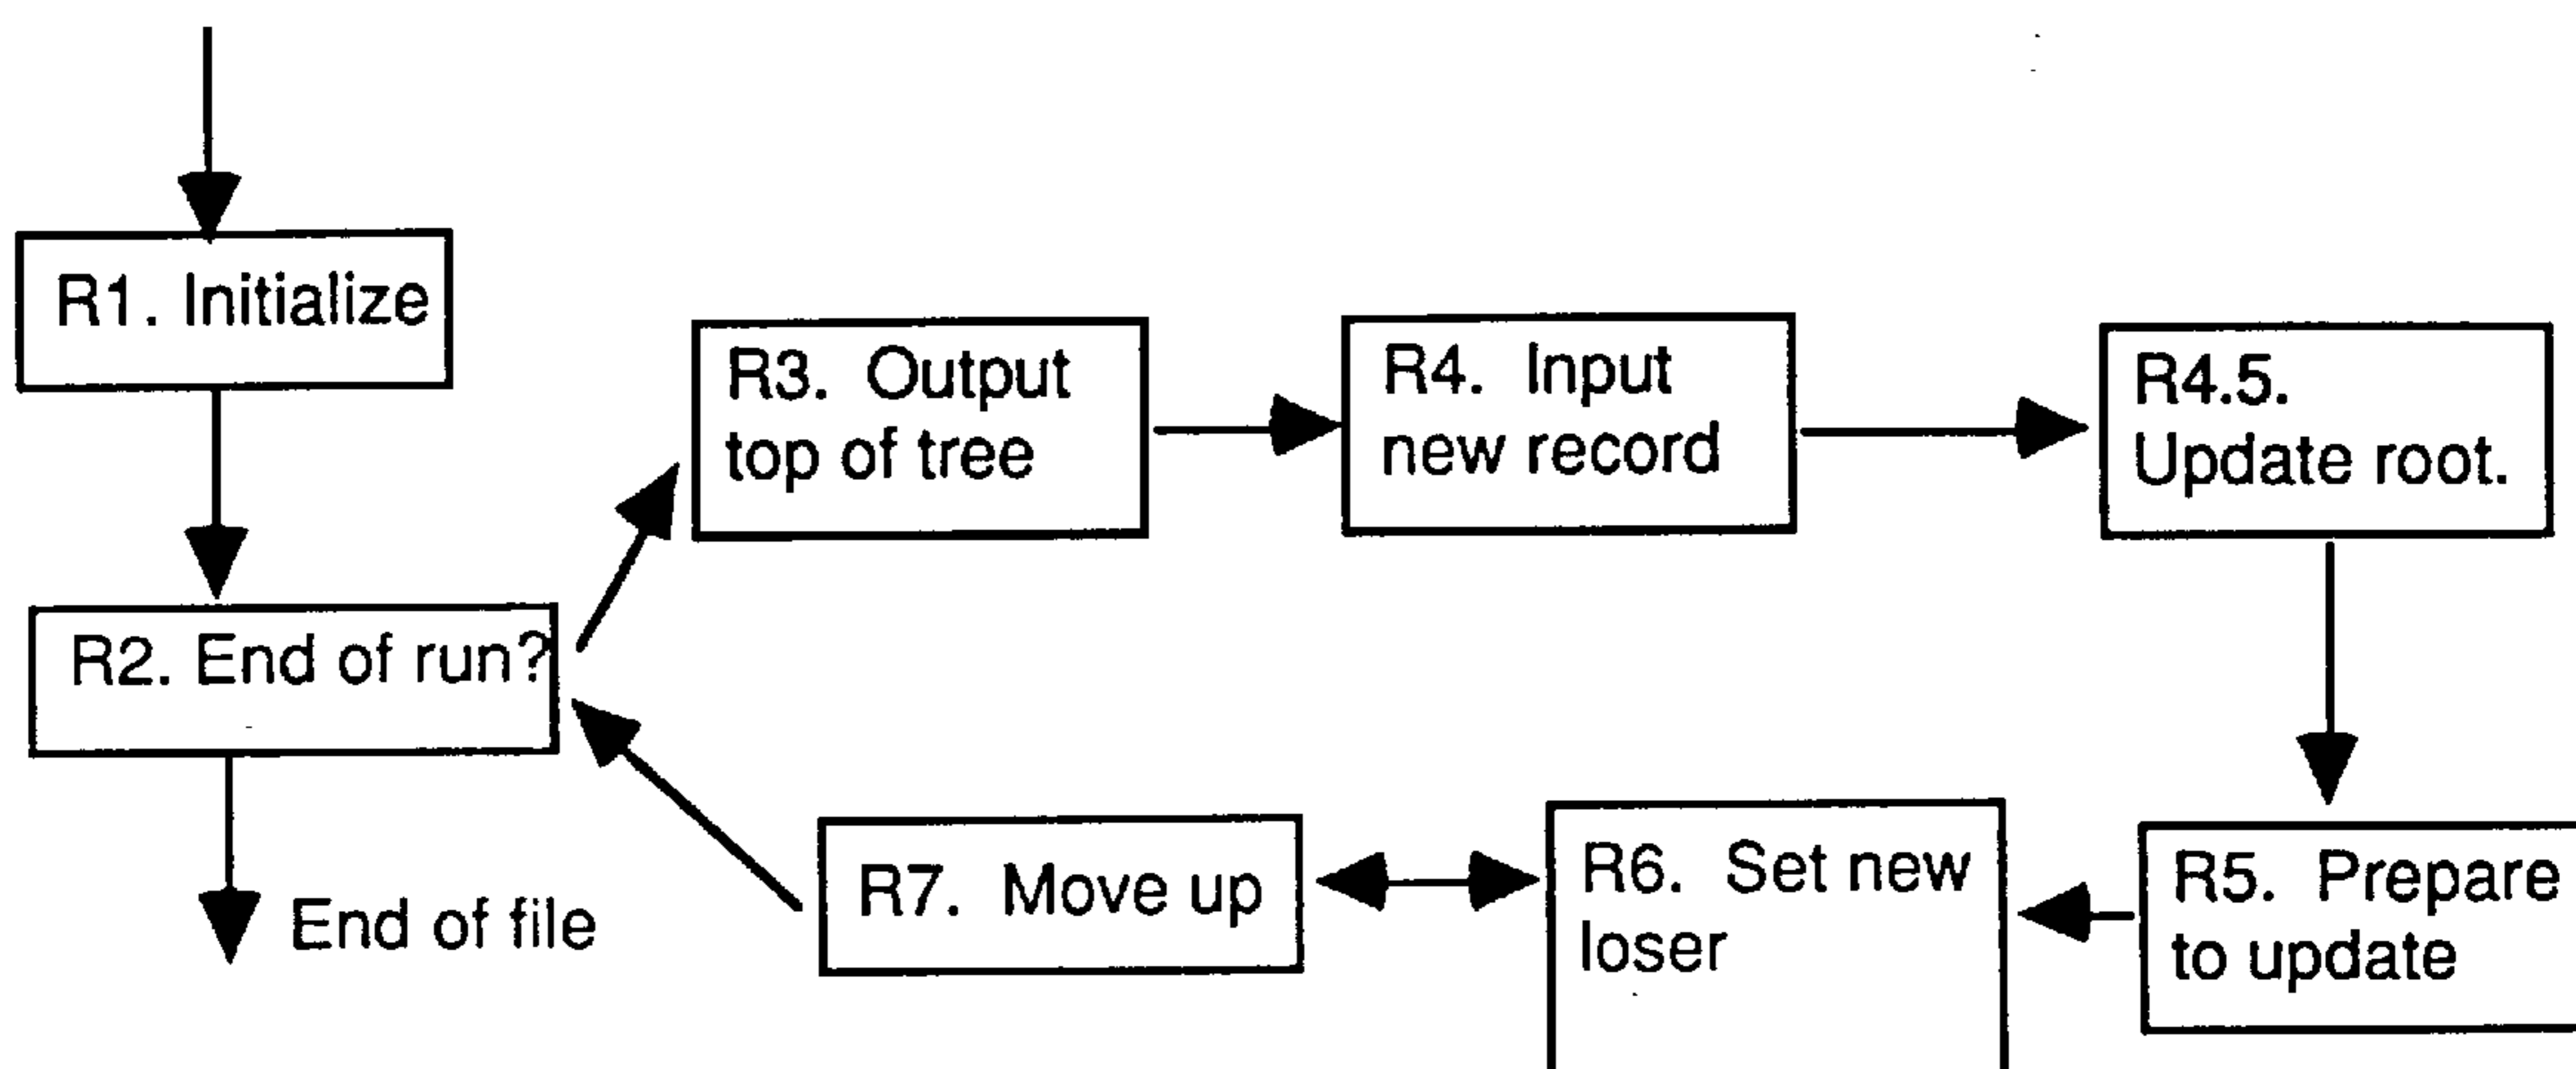 R1. Initialize
R2. End of run?
End of file
R3. Output
top of tree
R4. Input
new record
R4.5.
Update root.
R5. Prepare
to update
R6. Set new
loser
R7. Move up